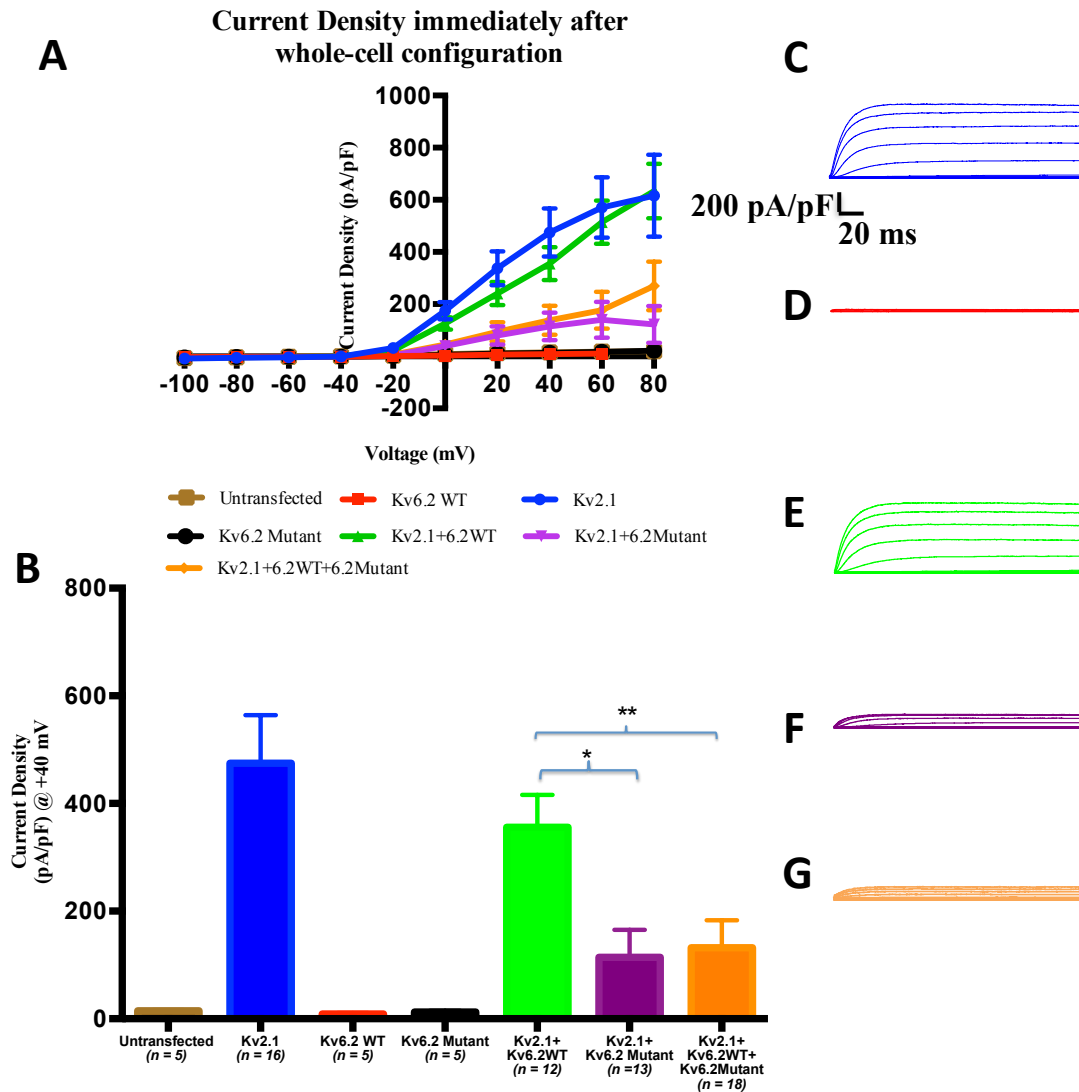 Current Density immediately after
whole-cell configuration
A
Current Density (pA/pF)
1000
800
600
400
200
-200
-100 -80 -60 -40 -20 20 40 60 80
Voltage (mV)
Untransfected Kv6.2 WT Kv2.1
Kv6.2 Mutant Kv2.1+6.2WT Kv2.1+6.2Mutant
Kv2.1+6.2WT+6.2Mutant
B
Current Density
(pA/pF) @ +40 mV
800
600
400
200
0
**
*
Untransfected
(n = 5)
Kv2.1
(n = 16)
Kv6.2 WT
(n = 5)
Kv6.2 Mutant
(n = 5)
Kv2.1+
Kv6.2WT
(n = 12)
Kv2.1+
Kv6.2 Mutant
(n =13)
Kv2.1+
Kv6.2WT+
Kv6.2Mutant
(n = 18)
C
200 pA/pF
20 ms
D
E
F
G